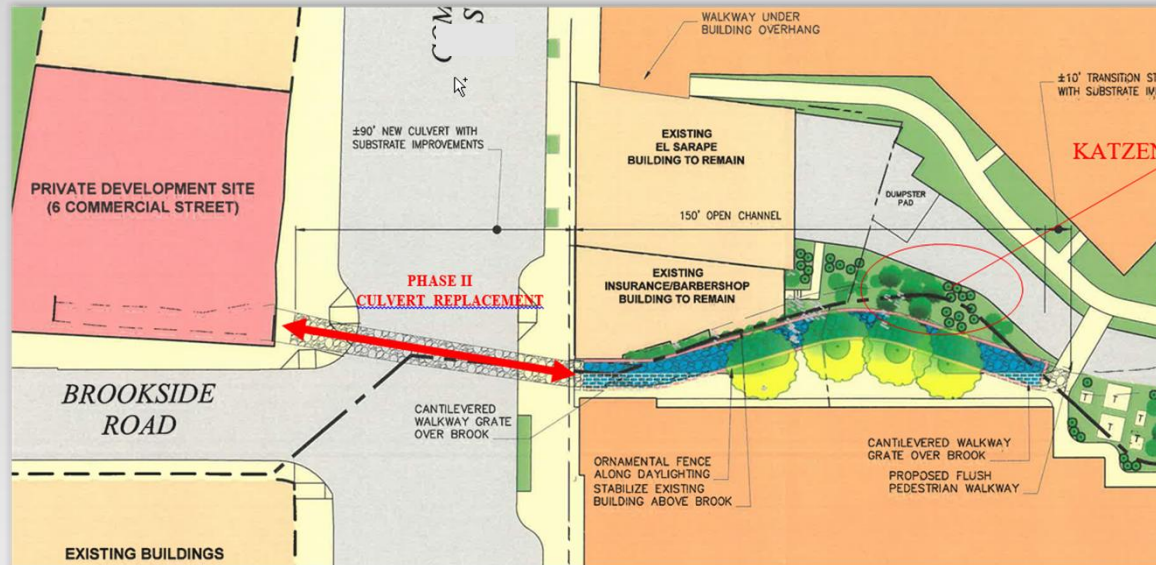 WALKWAY UNDER
BUILDING OVERHANG
±10' TRANSITION
WITH SUBSTRATE
±90' NEW CULVERT WITH
SUBSTRATE IMPROVEMENTS
EXISTING
EL SARAPE
BUILDING TO REMAIN
KATZEN
PRIVATE DEVELOPMENT SITE
(6 COMMERCIAL STREET)
DUMPSTER
PAD
150' OPEN CHANNEL
PHASE II
CULVERT REPLACEMENT
EXISTING
INSURANCE/BARBERSHOP
BUILDING TO REMAIN
BROOKSIDE
ROAD
CANTILEVERED
WALKWAY GRATE
OVER BROOK
T
T
T
T
ORNAMENTAL FENCE
ALONG DAYLIGHTING
STABILIZE EXISTING
BUILDING ABOVE BROOK
CANTILEVERED WALKWAY
GRATE OVER BROOK
PROPOSED FLUSH
PEDESTRIAN WALKWAY
EXISTING BUILDINGS